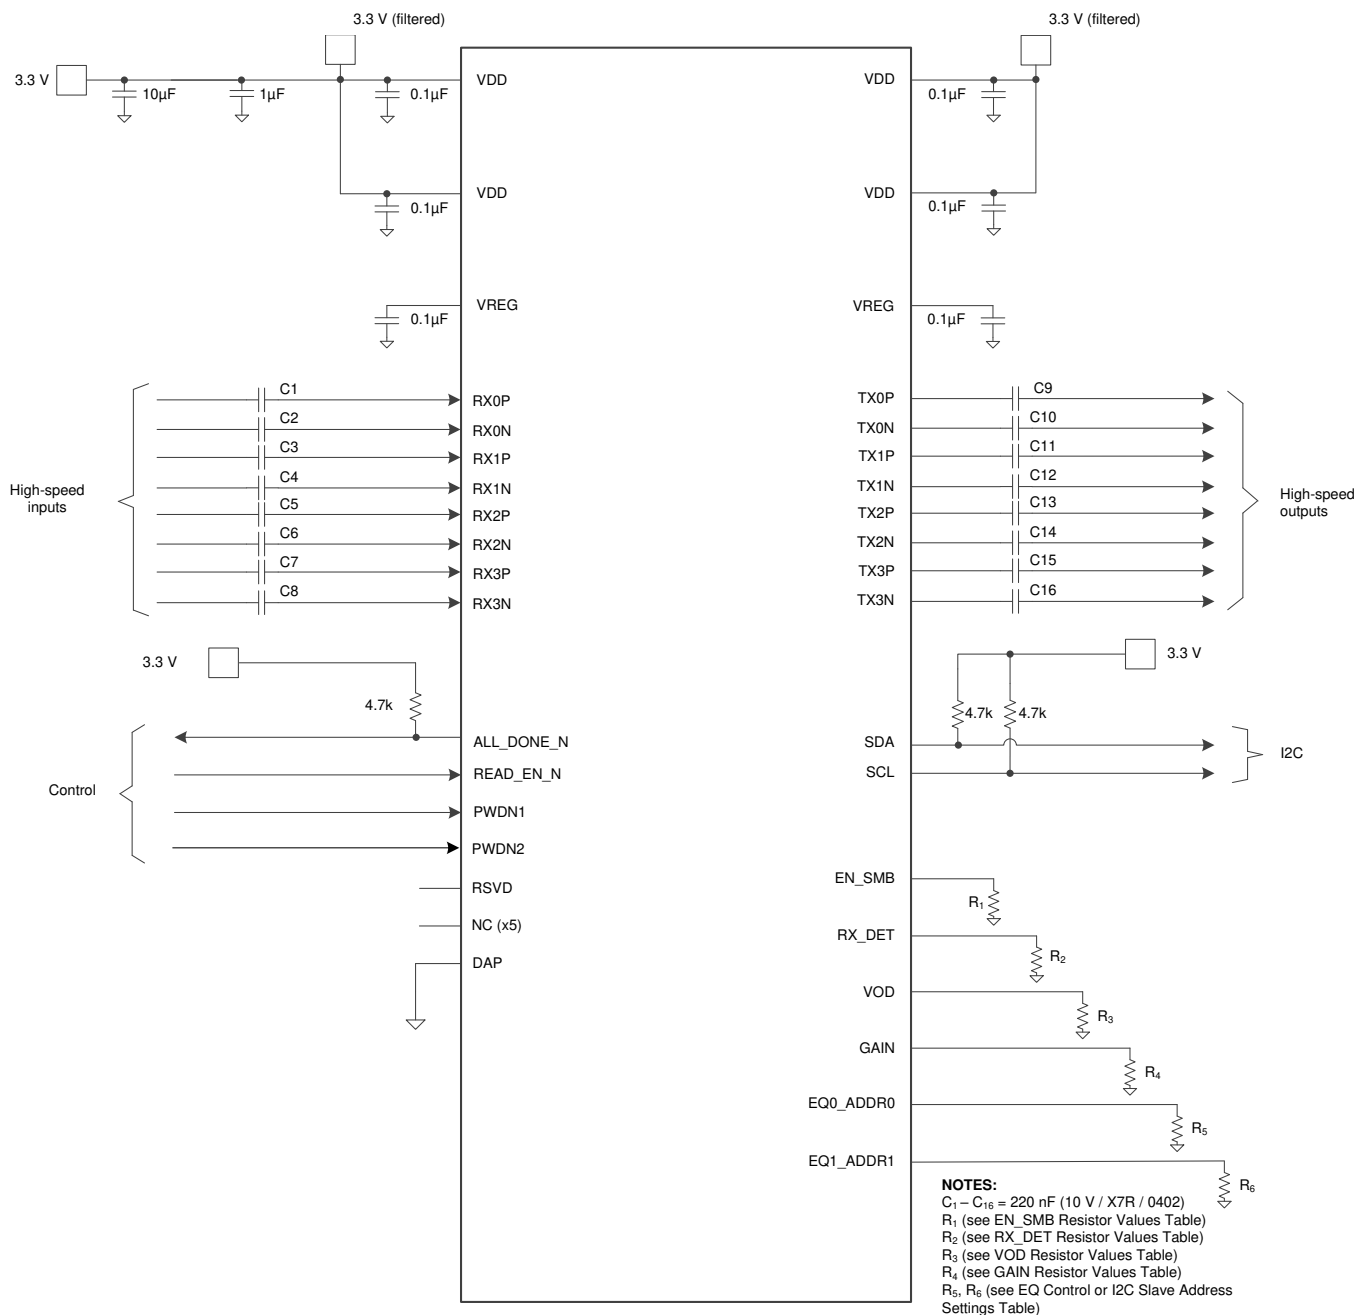 3.3 V (filtered)
3.3 V (filtered)
3.3 V
10µF
1µF
0.1µF
VDD
VDD
0.1µF
0.1µF
VDD
VDD
0.1µF
0.1µF
VREG
VREG
0.1µF
High-speed
inputs
C1
C2
C3
C4
C5
C6
C7
C8
RX0P
RX0N
RX1P
RX1N
RX2P
RX2N
RX3P
RX3N
TX0P
TX0N
TX1P
TX1N
TX2P
TX2N
TX3P
TX3N
C9
C10
C11
C12
C13
C14
C15
C16
High-speed
outputs
3.3 V
4.7k
Control
ALL_DONE_N
READ_EN_N
PWDN1
PWDN2
RSVD
NC (x5)
DAP
3.3 V
4.7k
4.7k
SDA
SCL
I2C
EN_SMB
R1
RX_DET
R2
VOD
R3
GAIN
R4
EQ0_ADDR0
R5
EQ1_ADDR1
R6
NOTES:
C1 – C16 = 220 nF (10 V / X7R / 0402)
R1 (see EN_SMB Resistor Values Table)
R2 (see RX_DET Resistor Values Table)
R3 (see VOD Resistor Values Table)
R4 (see GAIN Resistor Values Table)
R5, R6 (see EQ Control or I2C Slave Address
Settings Table)